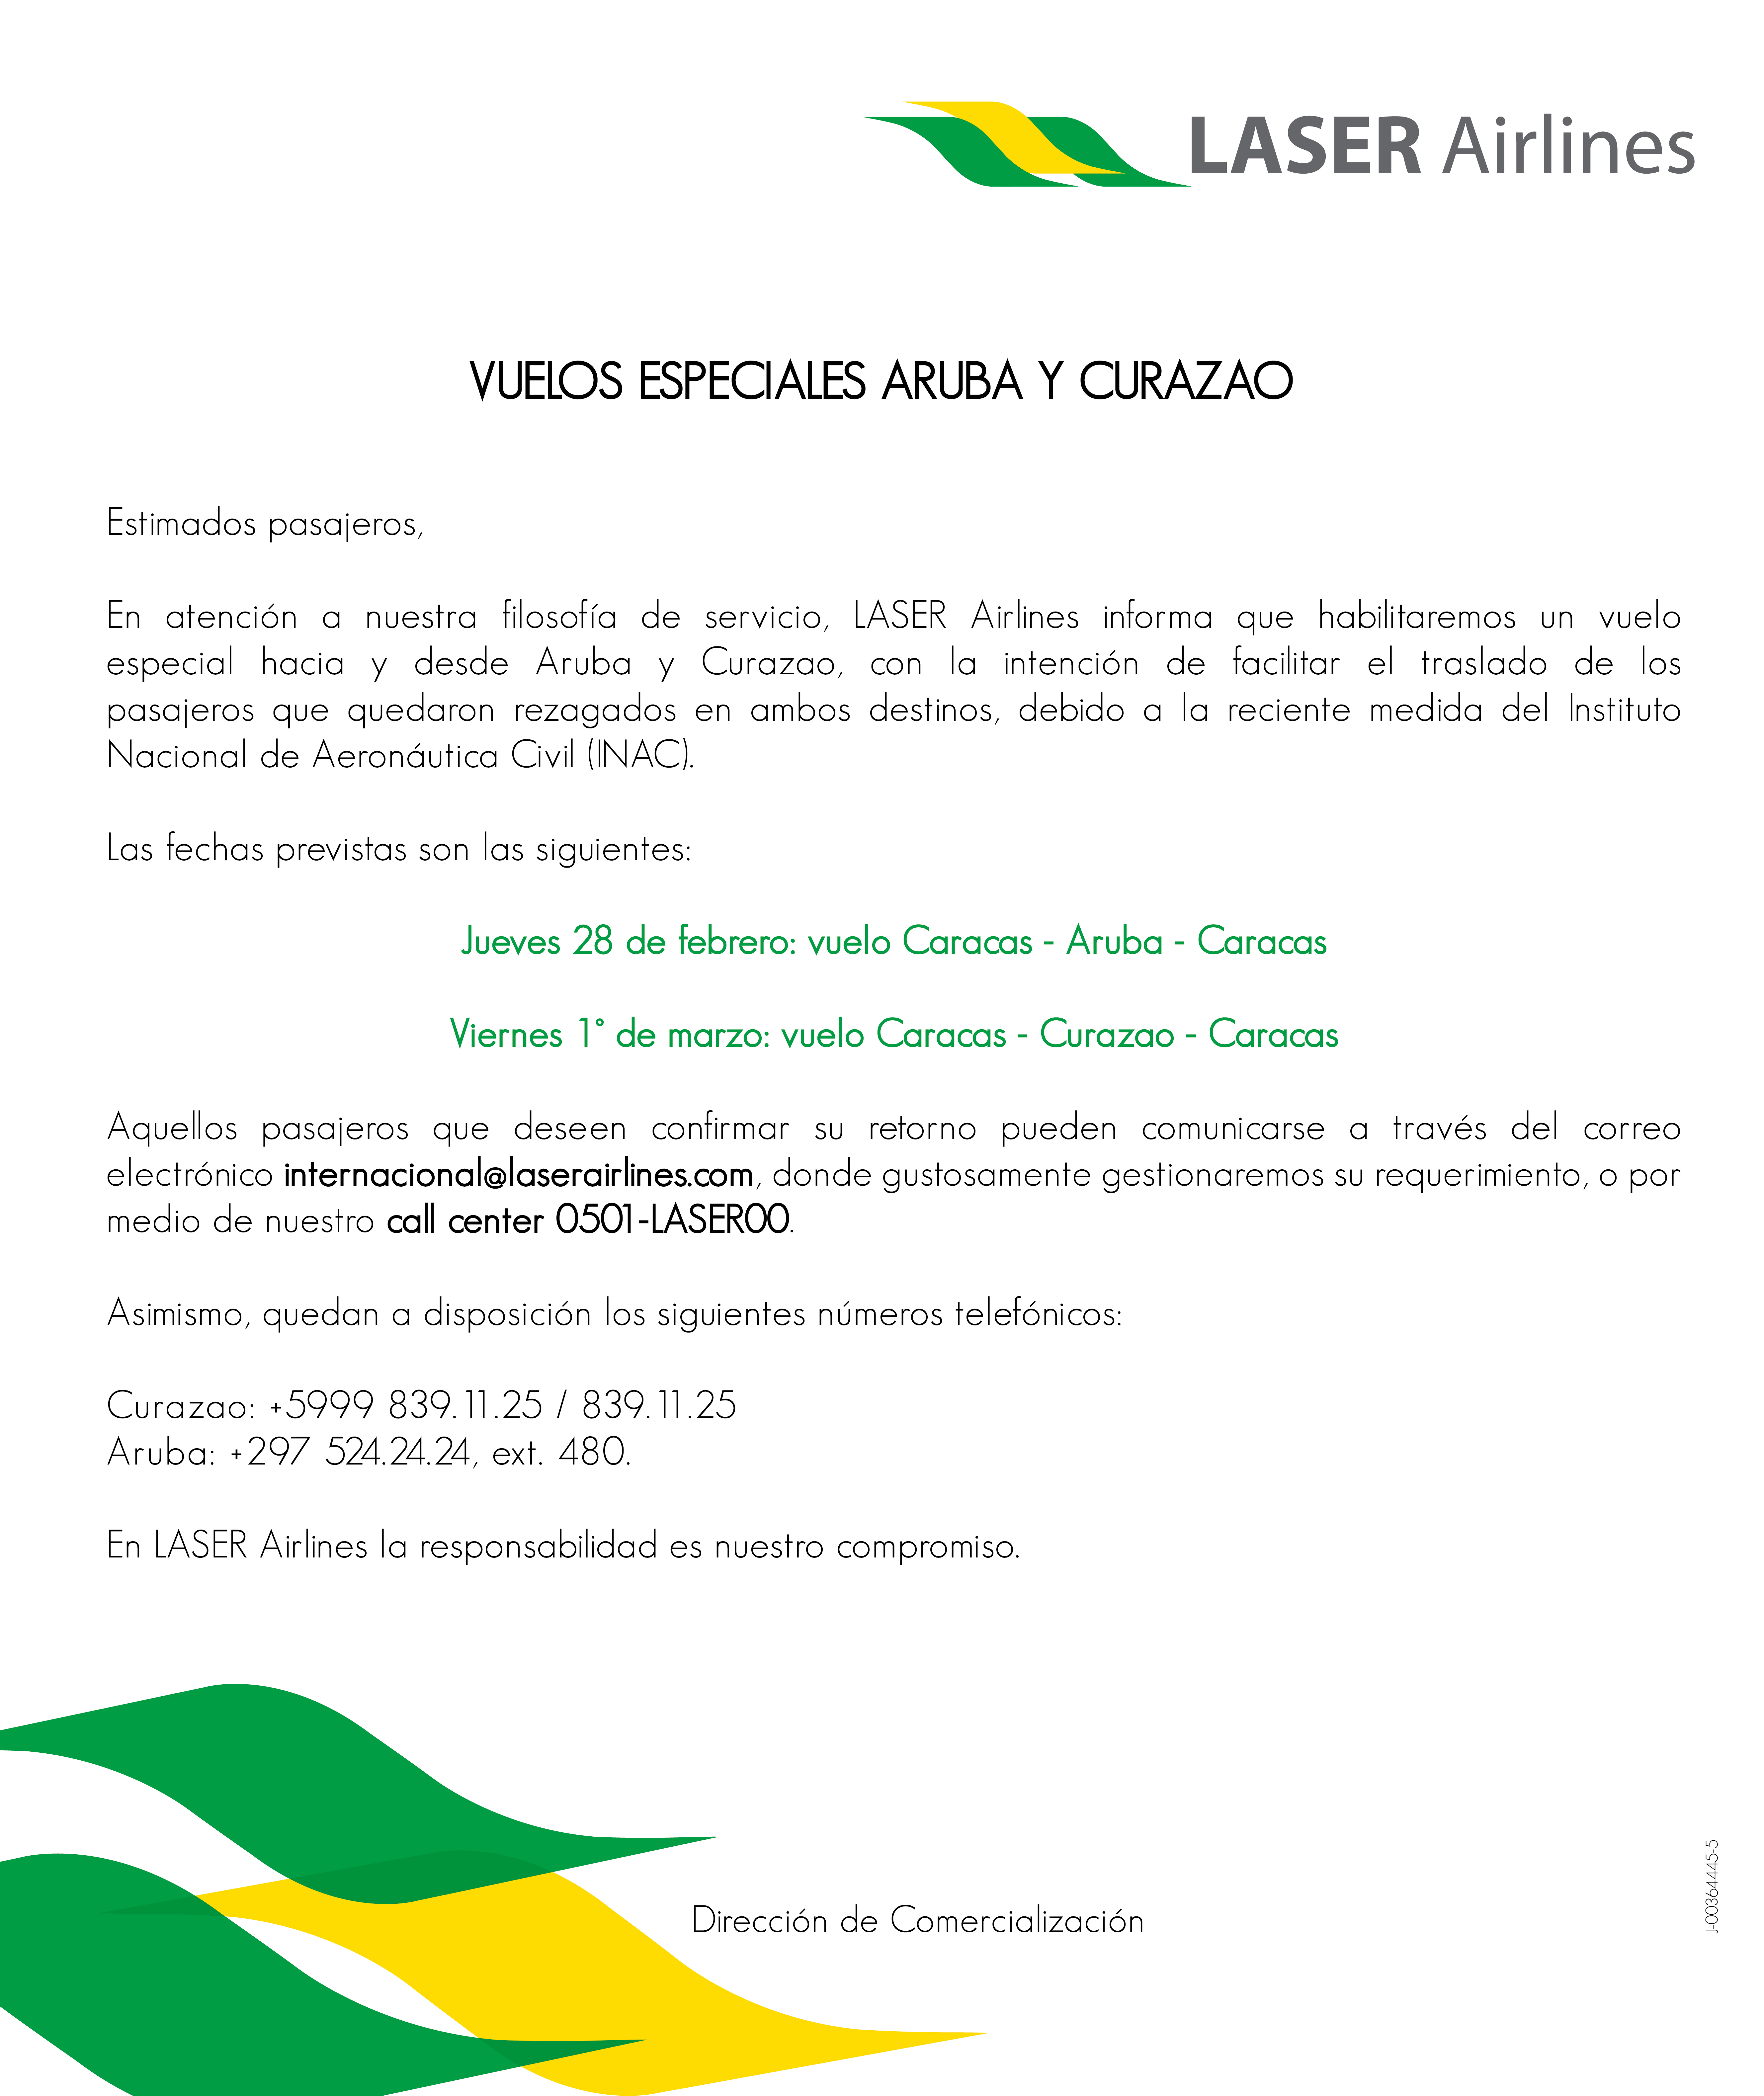 LASER Airlines
VUELOS ESPECIALES ARUBA Y CURAZAO
Estimados pasajeros,
En atención a nuestra filosofía de servicio, LASER Airlines informa que habilitaremos un vuelo
especial hacia y desde Aruba y Curazao, con la intención de facilitar el traslado de los
pasajeros que quedaron rezagados en ambos destinos, debido a la reciente medida del Instituto
Nacional de Aeronáutica Civil (INAC).
Las fechas previstas son las siguientes:
Jueves 28 de febrero: vuelo Caracas - Aruba - Caracas
Viernes 1° de marzo: vuelo Caracas - Curazao - Caracas
Aquellos pasajeros que deseen confirmar su retorno pueden comunicarse a través del correo
electrónico internacional@laserairlines.com, donde gustosamente gestionaremos su requerimiento, o por
medio de nuestro call center 0501-LASER00.
Asimismo, quedan a disposición los siguientes números telefónicos:
Curazao: +5999 839.11.25 / 839.11.25
Aruba: +297 524.24.24, ext. 480.
En LASER Airlines la responsabilidad es nuestro compromiso.
Dirección de Comercialización
J-00364445-5